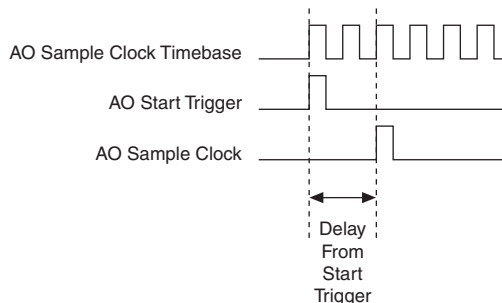 AO Sample Clock Timebase
AO Start Trigger
AO Sample Clock
Delay
From
Start
Trigger